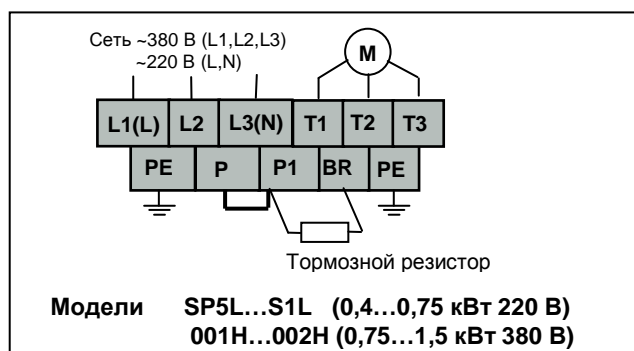 Сеть ~380 В (L1,L2,L3)
~220 В (L,N)
M
L1(L) L2 L3(N) T1 T2 T3
PE P P1 BR PE
Тормозной резистор
Модели SP5L...S1L (0,4...0,75 кВт 220 В)
001H...002H (0,75...1,5 кВт 380 В)